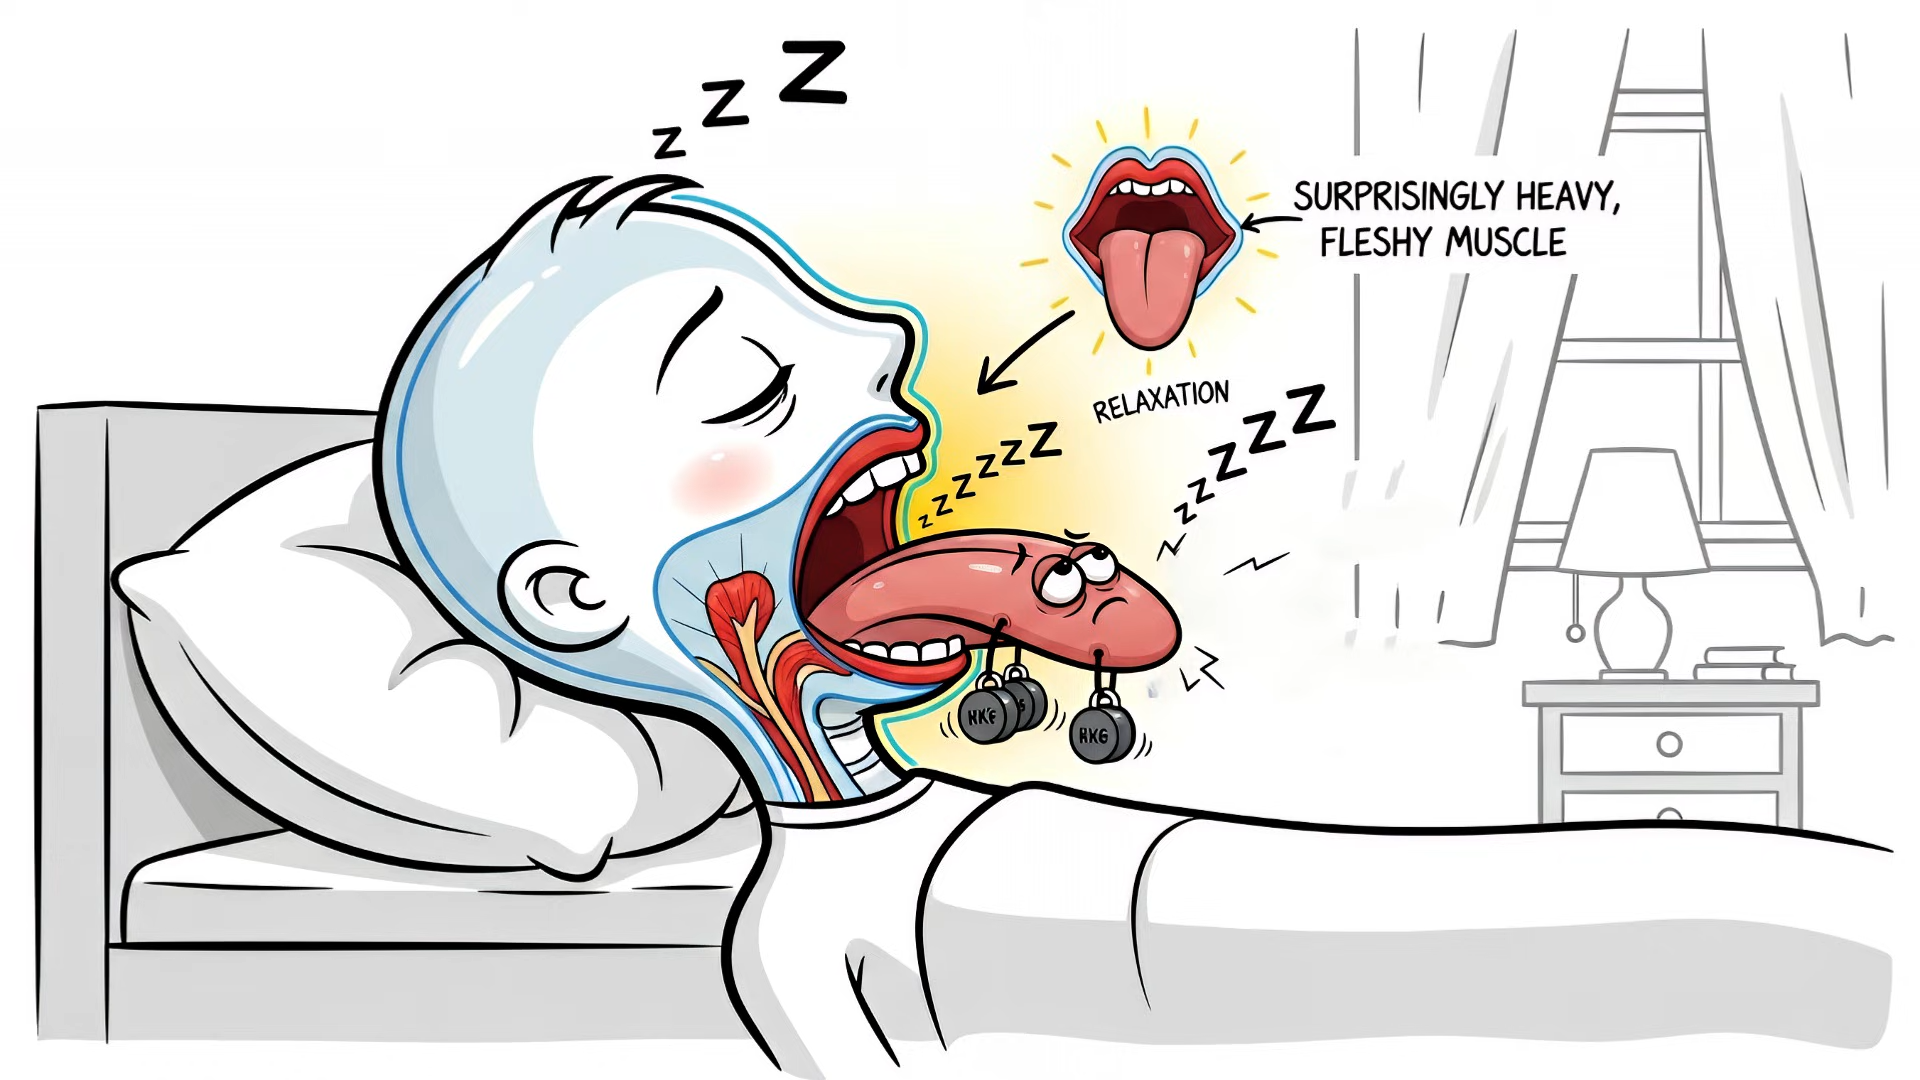 z z Z
SURPRISINGLY HEAVY,
FLESHY MUSCLE
RELAXATION
z z z z z Z
z z z Z Z